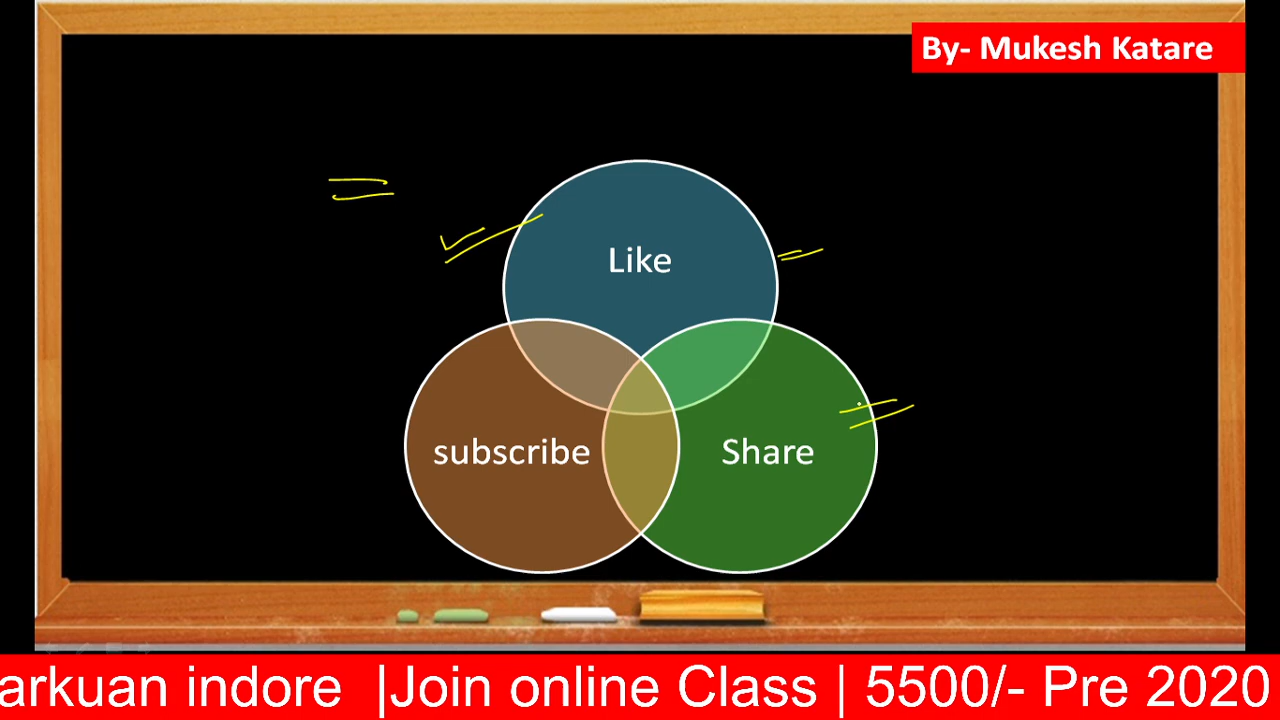 By- Mukesh Katare
Like
subscribe
Share
arkuan indore |Join online Class | 5500/- Pre 2020